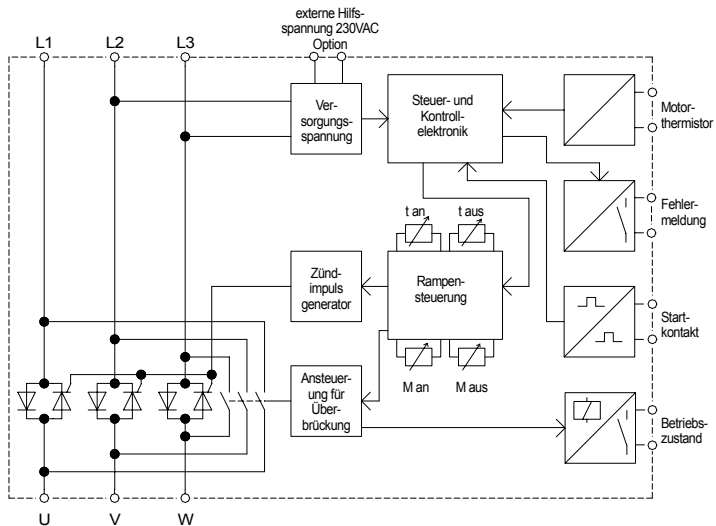 externe Hilfs-
spannung 230VAC
Option
L1 L2 L3
Ver-
sorgungs-
spannung
Steuer- und
Kontroll-
elektronik
Motor-
thermistor
Fehler-
meldung
t an t aus
Zünd-
impuls
generator
Rampen-
steuerung
Start-
kontakt
M an M aus
Ansteuer-
ung für
Über-
brückung
Betriebs-
zustand
U V W